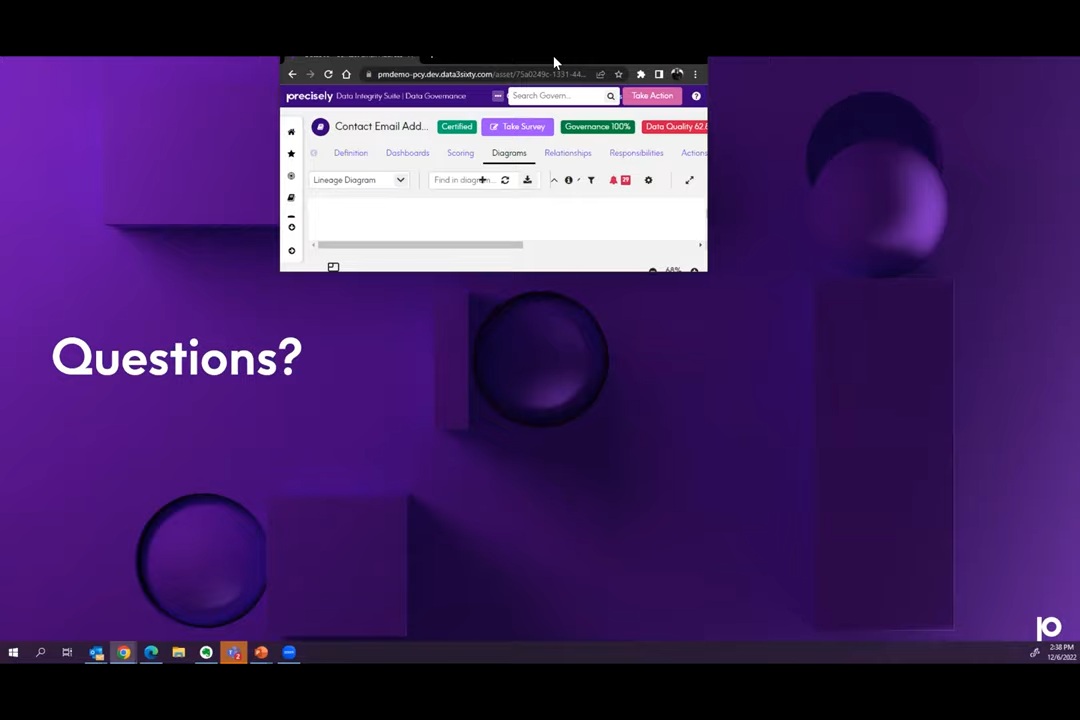 pmdemo-pcy.dev.data3sixty.com/asset/75a0249c-1331-44...
precisely Data Integrity Suite | Data Governance
Search Govern...
Take Action
Contact Email Add...
Certified
Take Survey
Governance 100%
Data Quality 62.5
Definition
Dashboards
Scoring
Diagrams
Relationships
Responsibilities
Actions
Lineage Diagram
Find in diagram...
29
68%
Questions?
2:38 PM
12/6/2022